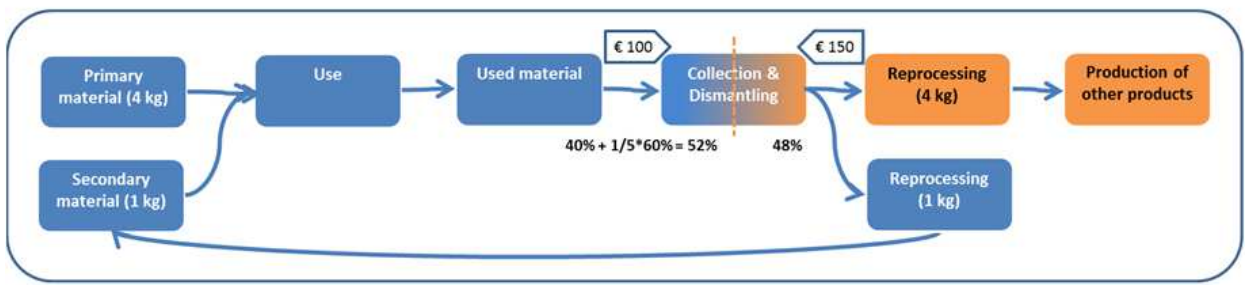 € 100
€ 150
Primary
material (4 kg)
Use
Used material
Collection &
Dismantling
Reprocessing
(4 kg)
Production of
other products
40% + 1/5*60% = 52%
48%
Secondary
material (1 kg)
Reprocessing
(1 kg)